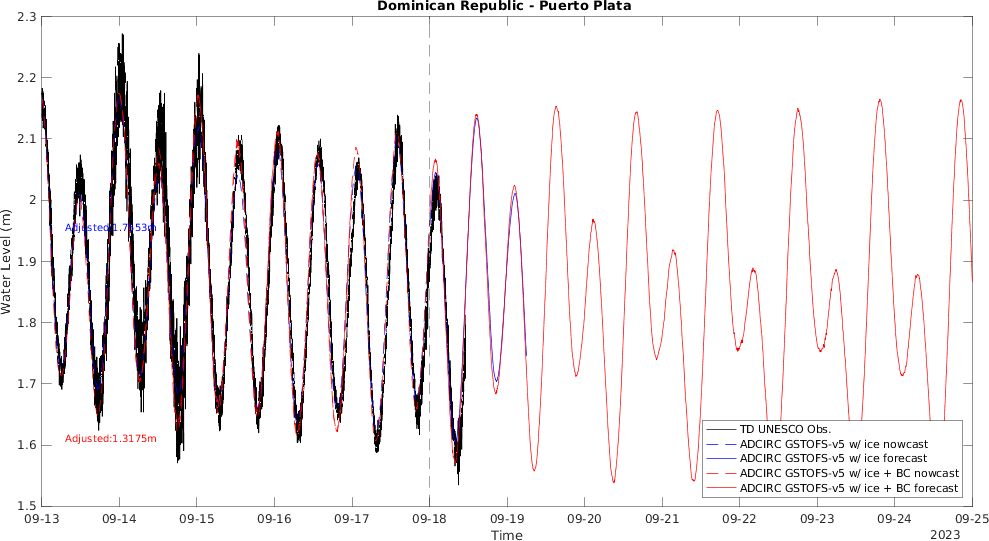 Dominican Republic - Puerto Plata
2.3
2.2
2.1
2
1.9
1.8
1.7
1.6
1.5
Water Level (m)
Adjusted:1.3175m
TD UNESCO Obs.
ADCIRC GSTOFS-v5 w/ ice nowcast
ADCIRC GSTOFS-v5 w/ ice forecast
ADCIRC GSTOFS-v5 w/ ice + BC nowcast
ADCIRC GSTOFS-v5 w/ ice + BC forecast
09-13 09-14 09-15 09-16 09-17 09-18 09-19 09-20 09-21 09-22 09-23 09-24 09-25
Time
2023